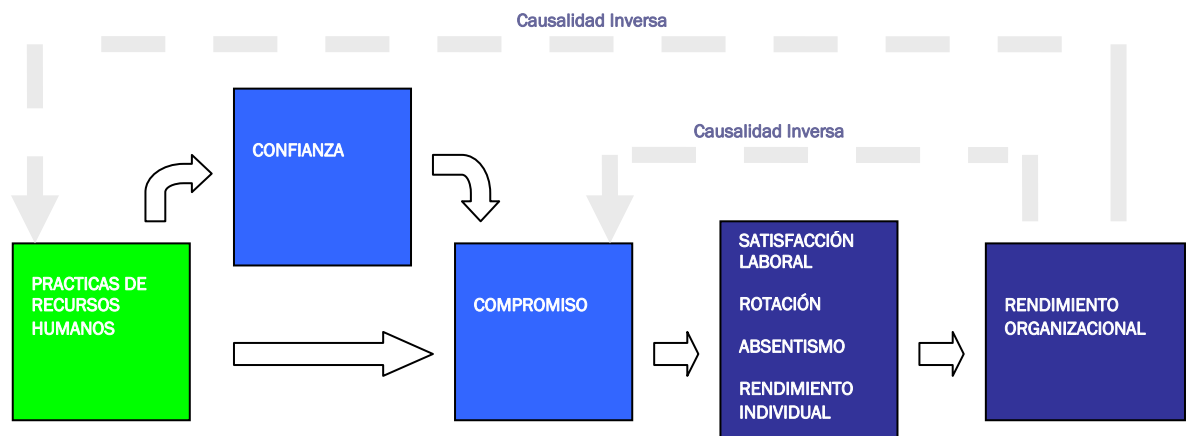 Causalidad Inversa
Causalidad Inversa
CONFIANZA
PRACTICAS DE
RECURSOS
HUMANOS
COMPROMISO
SATISFACCIÓN
LABORAL
ROTACIÓN
ABSENTISMO
RENDIMIENTO
INDIVIDUAL
RENDIMIENTO
ORGANIZACIONAL